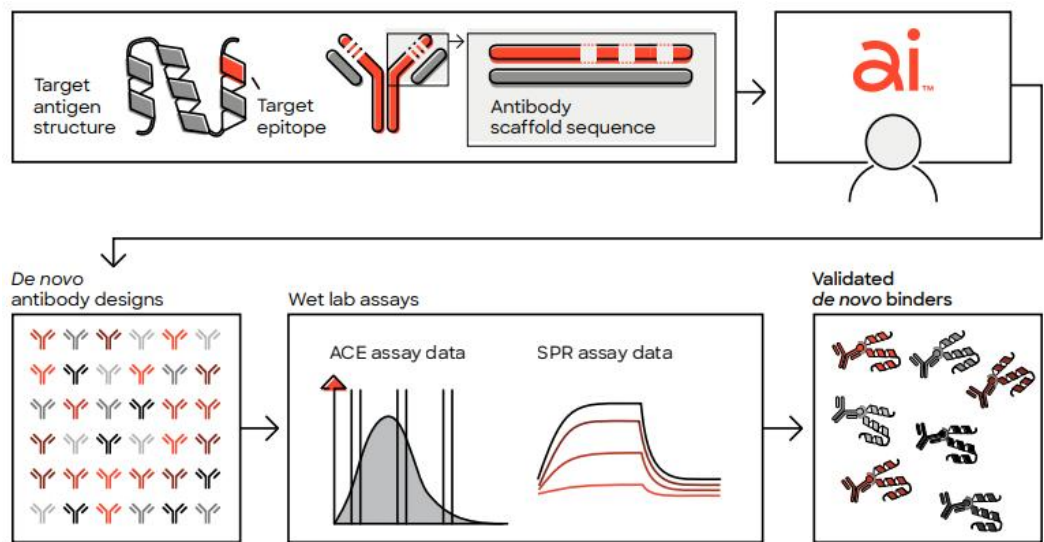 Target
antigen
structure
Target
epitope
Antibody
scaffold sequence
ai™
De novo
antibody designs
Wet lab assays
ACE assay data
SPR assay data
Validated
de novo binders